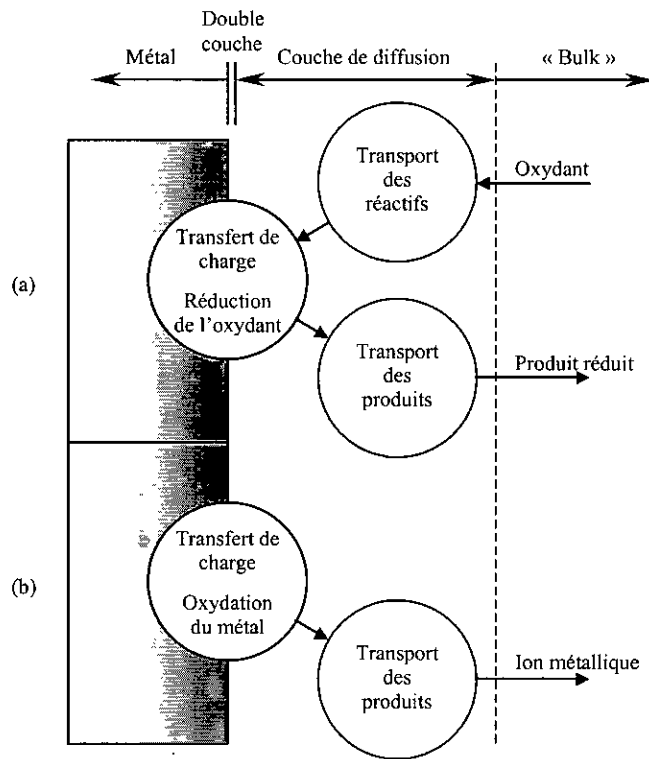 Double
couche
Métal
Couche de diffusion
« Bulk »
Transport
des
réactifs
Oxydant
Transfert de
charge
Réduction
de l’oxydant
(a)
Transport
des
produits
Produit réduit
Transfert de
charge
Oxydation
du métal
(b)
Transport
des
produits
Ion métallique